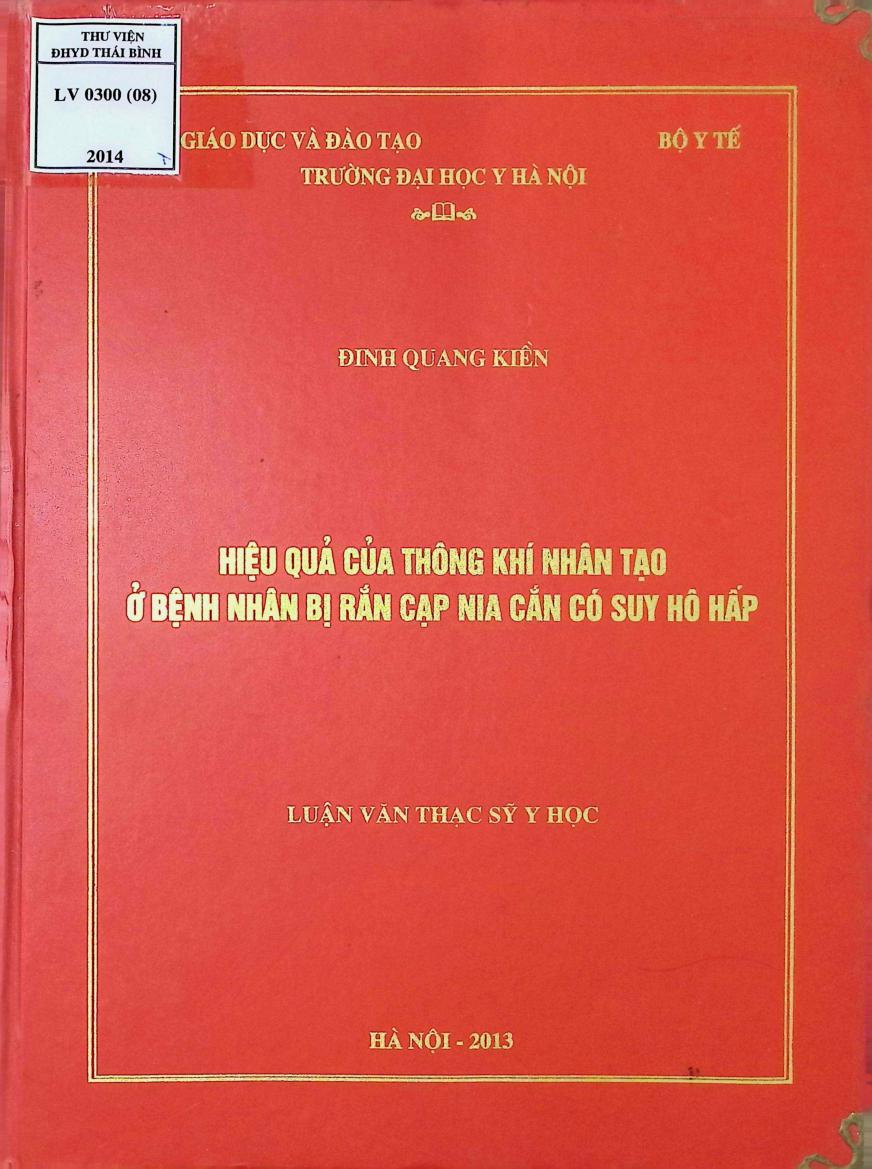 THƯ VIỆN
ĐHYD THÁI BÌNH
LV 0300 (08)
2014
GIÁO DỤC VÀ ĐÀO TẠO BỘ Y TẾ
TRƯỜNG ĐẠI HỌC Y HÀ NỘI
ĐINH QUANG KIỀN
HIỆU QUẢ CỦA THÔNG KHÍ NHÂN TẠO
Ở BỆNH NHÂN BỊ RẮN CẠP NIA CẮN CÓ SUY HÔ HẤP
LUẬN VĂN THẠC SỸ Y HỌC
HÀ NỘI - 2013